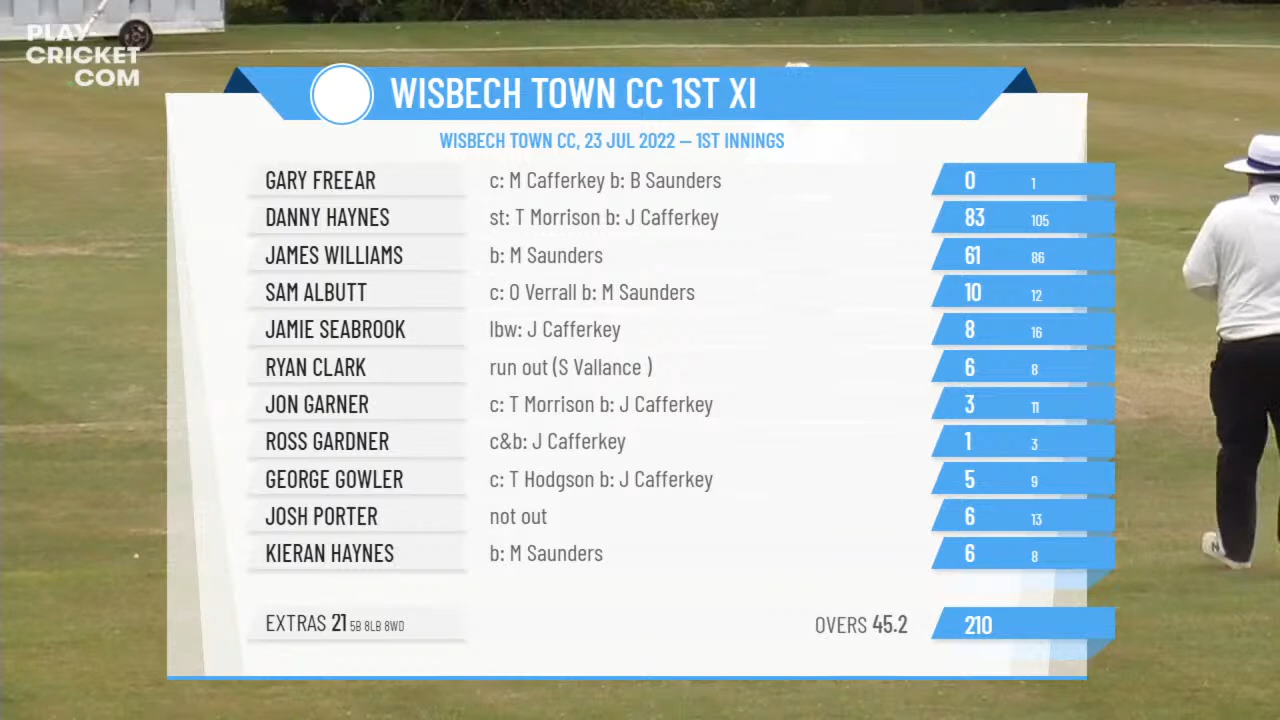 PLAY-
CRICKET
COM
WISBECH TOWN CC 1ST XI
WISBECH TOWN CC, 23 JUL 2022 – 1ST INNINGS
GARY FREEAR c: M Cafferkey b: B Saunders 0 1
DANNY HAYNES st: T Morrison b: J Cafferkey 83 105
JAMES WILLIAMS b: M Saunders 61 86
SAM ALBUTT c: O Verrall b: M Saunders 10 12
JAMIE SEABROOK lbw: J Cafferkey 8 16
RYAN CLARK run out (S Vallance ) 6 8
JON GARNER c: T Morrison b: J Cafferkey 3 11
ROSS GARDNER c&b: J Cafferkey 1 3
GEORGE GOWLER c: T Hodgson b: J Cafferkey 5 9
JOSH PORTER not out 6 13
KIERAN HAYNES b: M Saunders 6 8
EXTRAS 21 5B 8LB 8WD OVERS 45.2 210